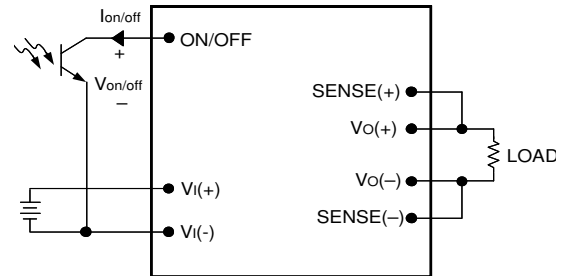 Ion/off
ON/OFF
+
Von/off
–
SENSE(+)
VO(+)
LOAD
VO(–)
SENSE(–)
VI(+)
VI(-)